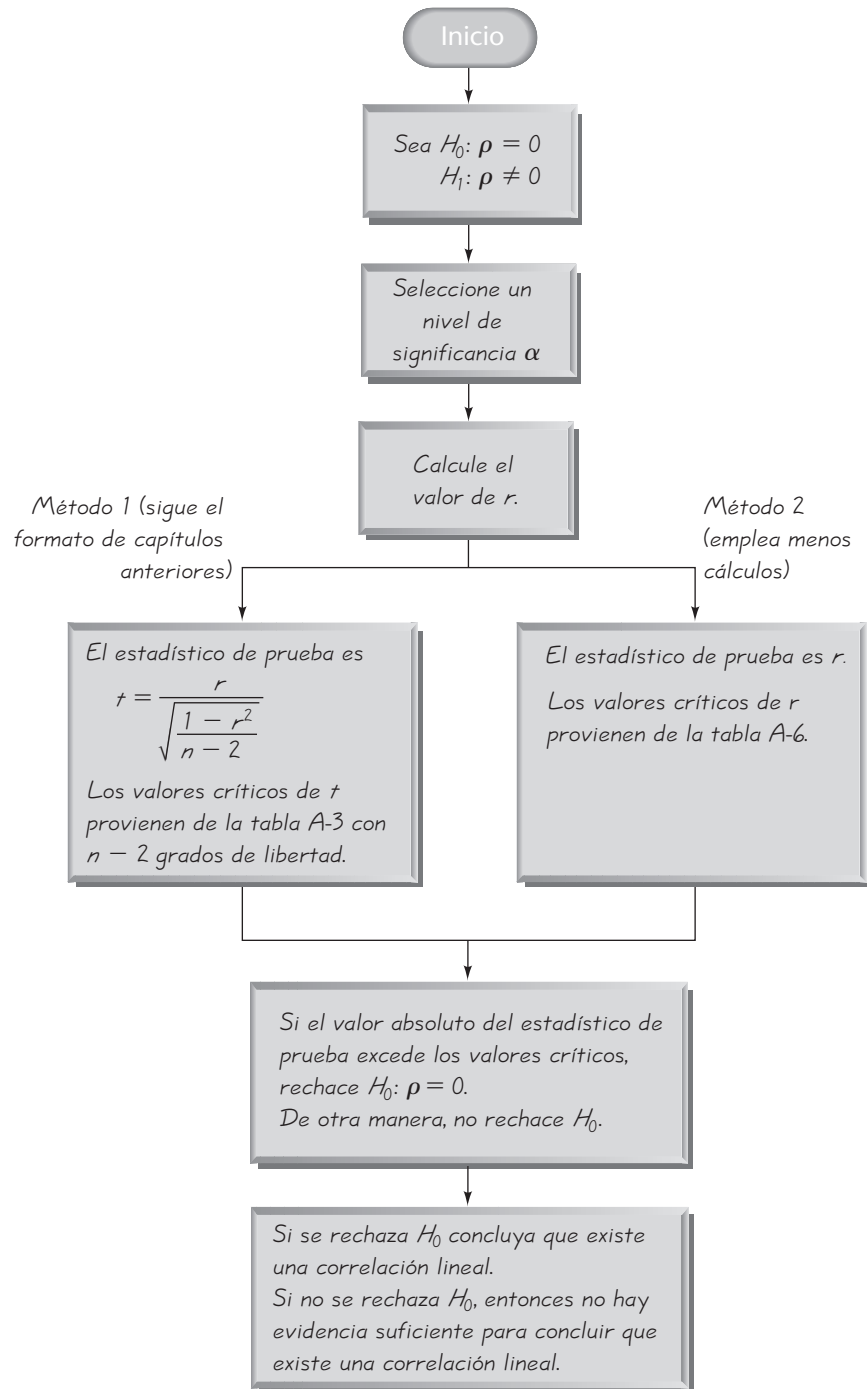 Inicio
Sea H₀: ρ = 0
H₁: ρ ≠ 0
Seleccione un
nivel de
significancia α
Calcule el
valor de r.
Método 1 (sigue el
formato de capítulos
anteriores)
Método 2
(emplea menos
cálculos)
El estadístico de prueba es
t = r / √((1 − r²) / (n − 2))
Los valores críticos de t
provienen de la tabla A-3 con
n − 2 grados de libertad.
El estadístico de prueba es r.
Los valores críticos de r
provienen de la tabla A-6.
Si el valor absoluto del estadístico de
prueba excede los valores críticos,
rechace H₀: ρ = 0.
De otra manera, no rechace H₀.
Si se rechaza H₀ concluya que existe
una correlación lineal.
Si no se rechaza H₀, entonces no hay
evidencia suficiente para concluir que
existe una correlación lineal.